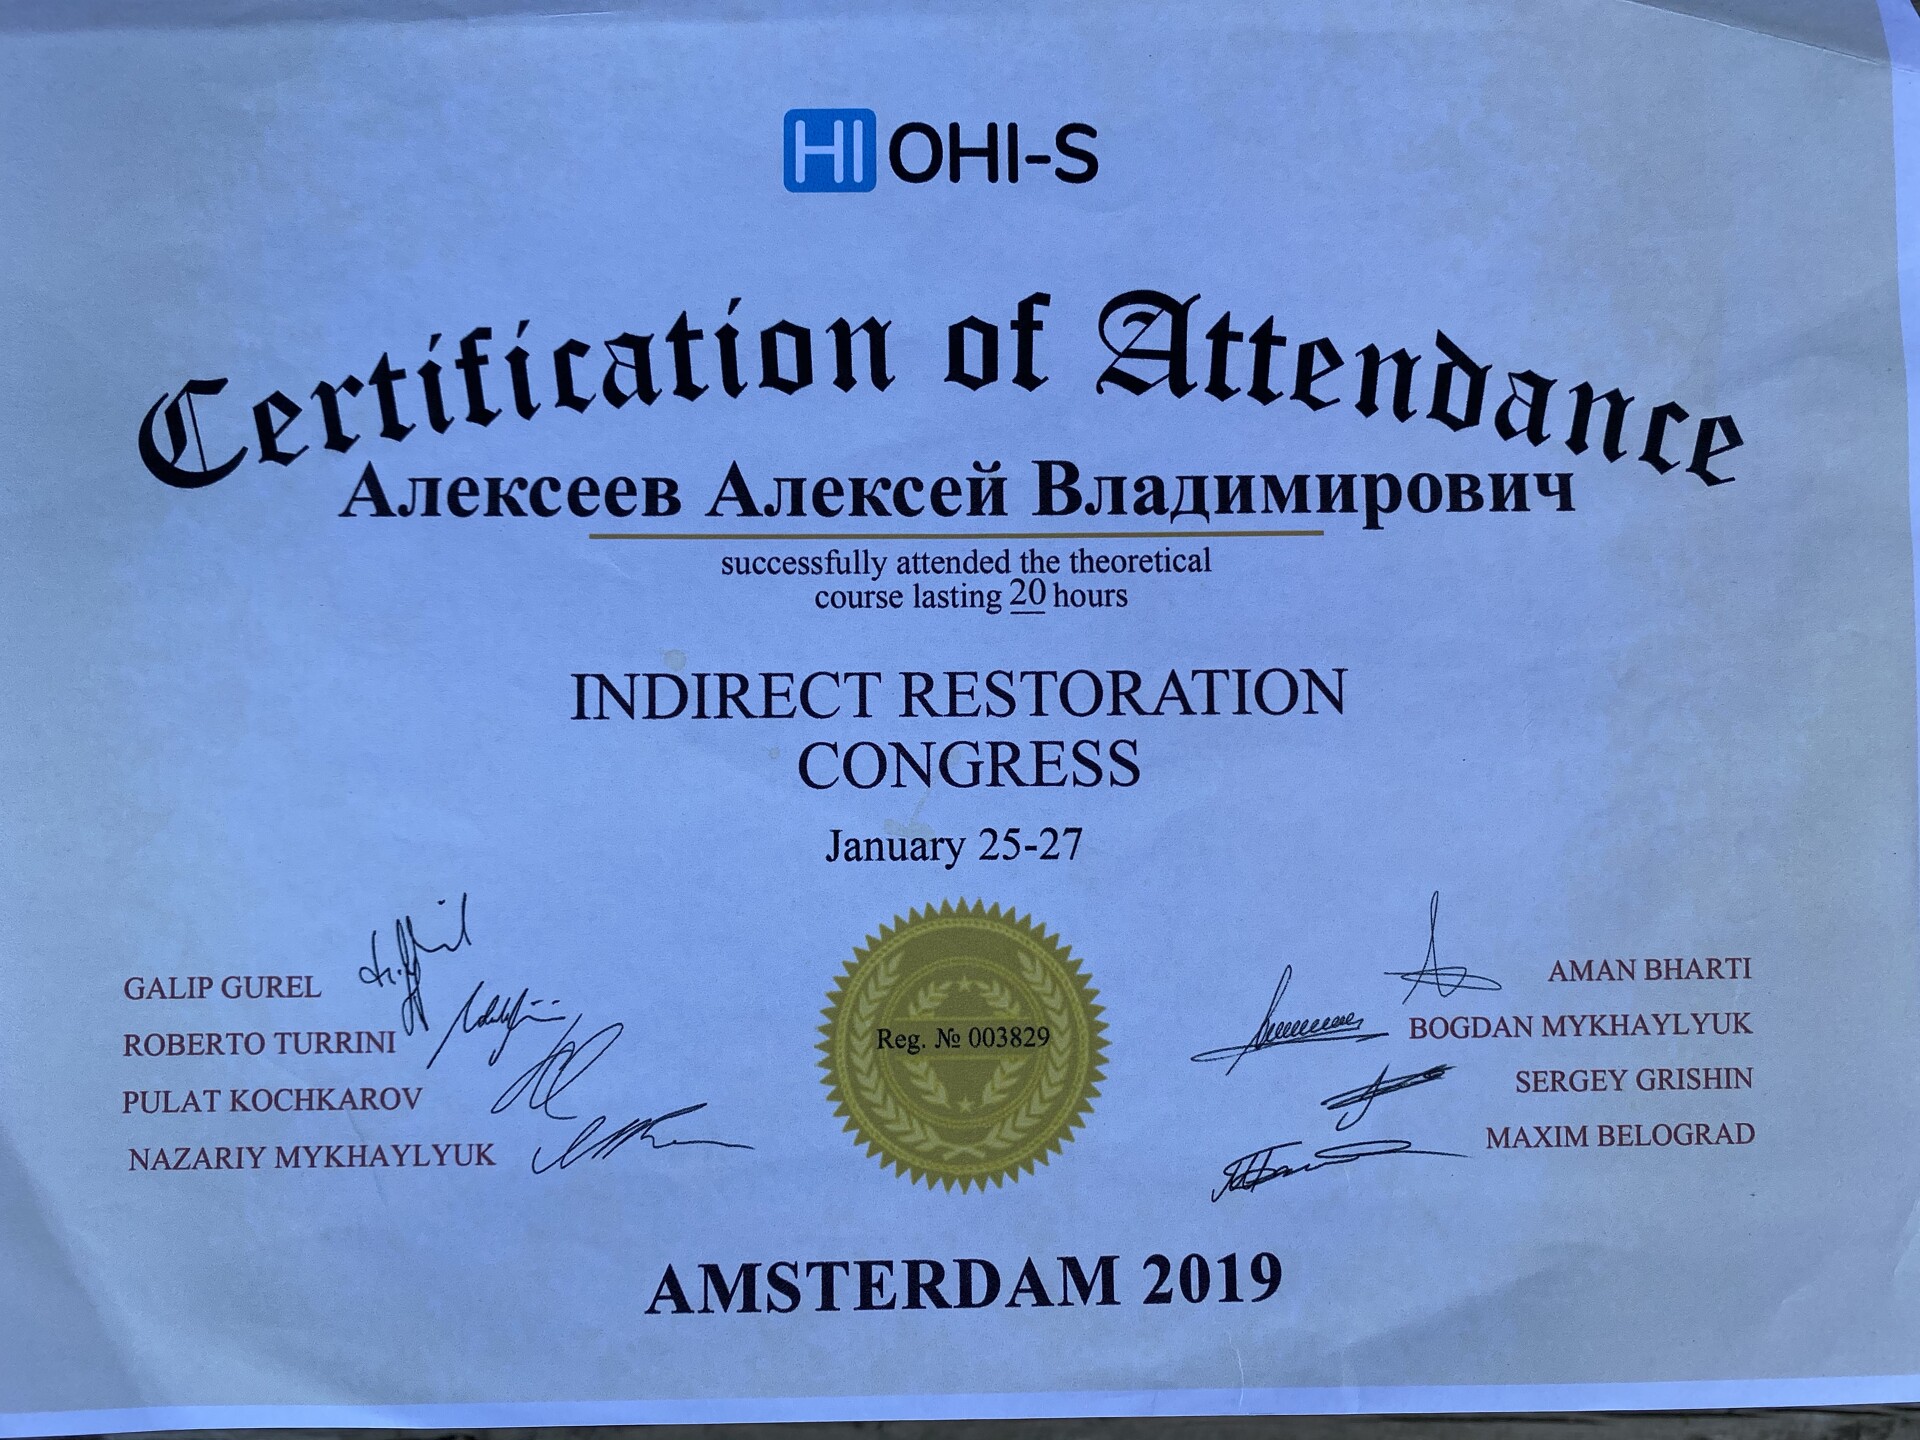 HI OHI-S
Certification of Attendance
Алексеев Алексей Владимирович
successfully attended the theoretical
course lasting 20 hours
INDIRECT RESTORATION
CONGRESS
January 25-27
GALIP GUREL
ROBERTO TURRINI
PULAT KOCHKAROV
NAZARIY MYKHAYLYUK
Reg. № 003829
AMAN BHARTI
BOGDAN MYKHAYLYUK
SERGEY GRISHIN
MAXIM BELOGRAD
AMSTERDAM 2019